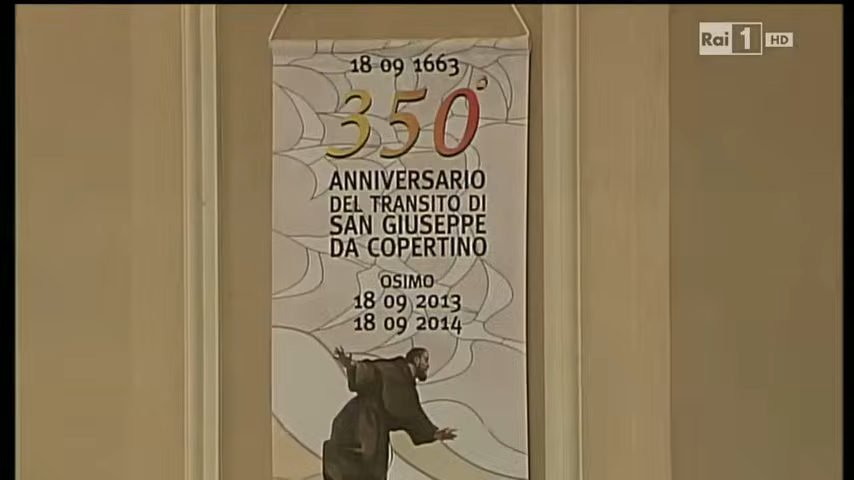 Rai 1 HD
18 09 1663
350°
ANNIVERSARIO
DEL TRANSITO DI
SAN GIUSEPPE
DA COPERTINO
OSIMO
18 09 2013
18 09 2014